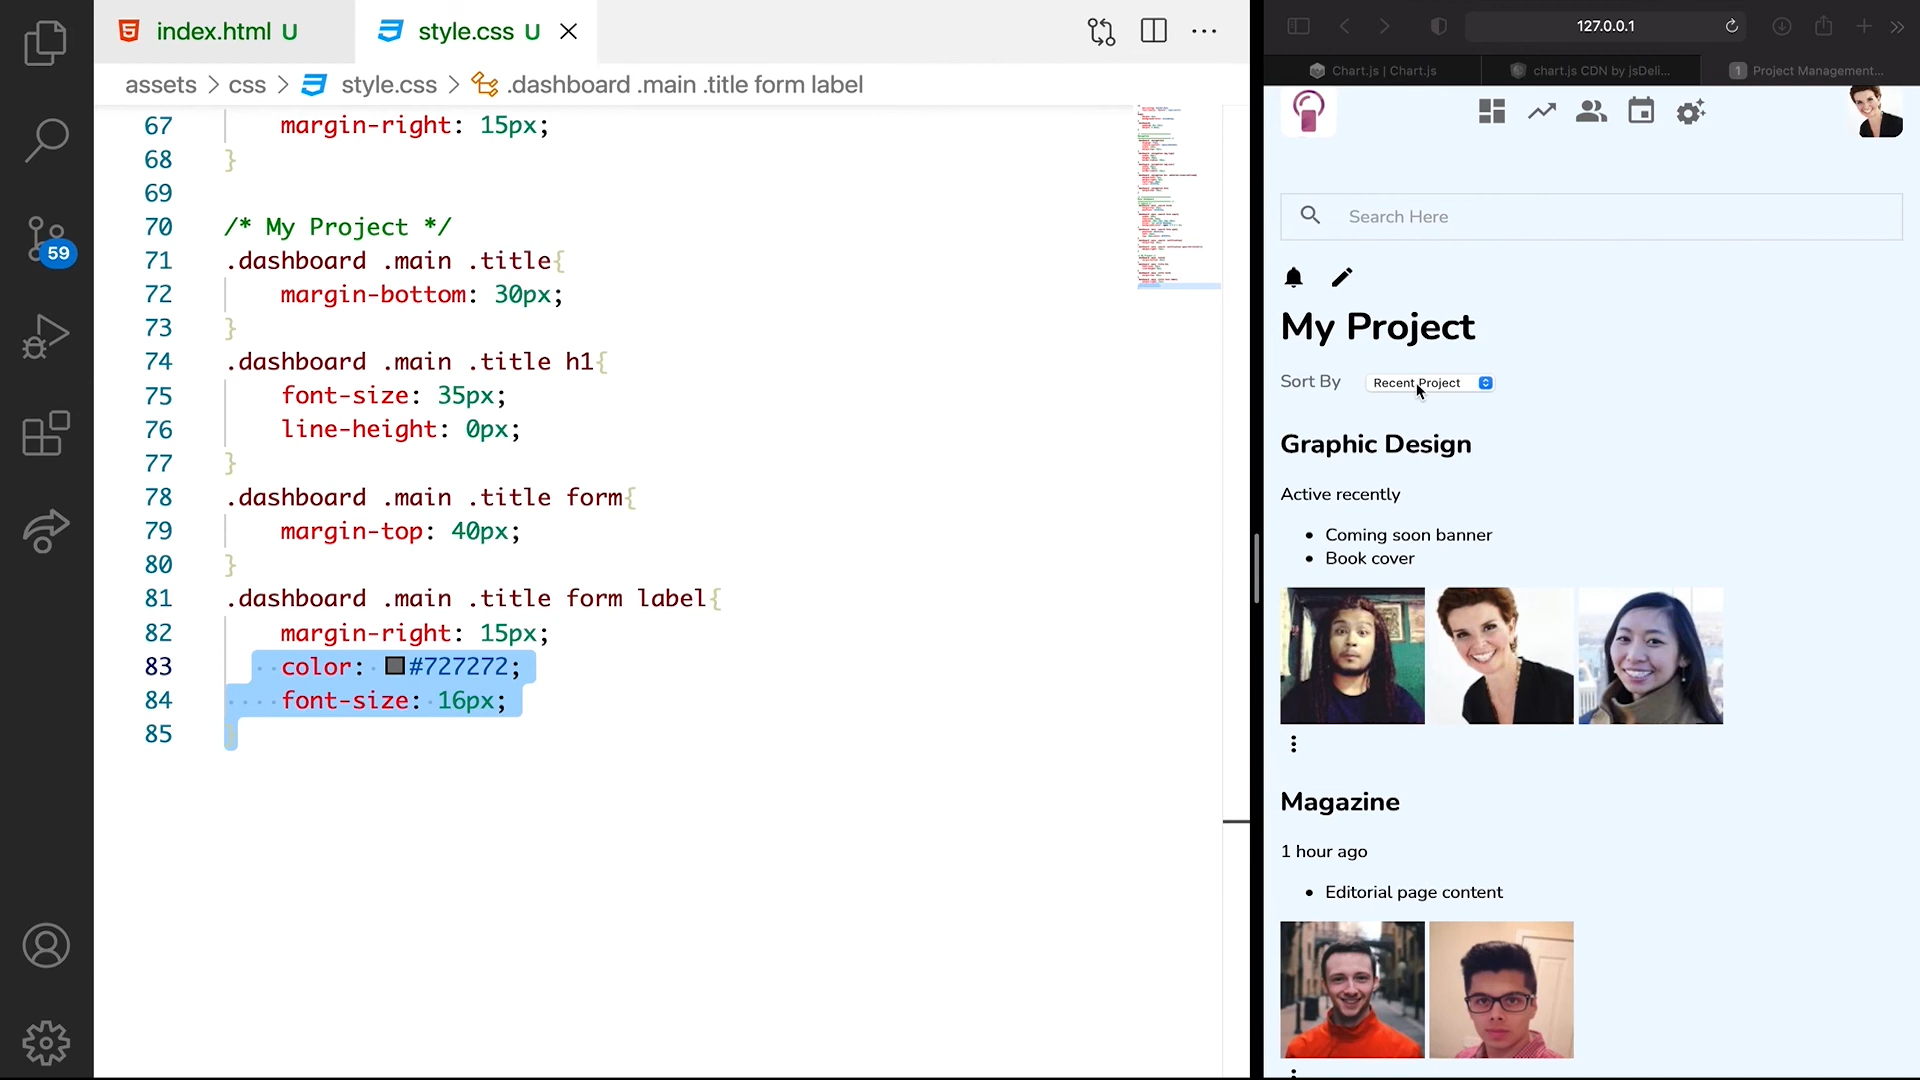 index.html U
style.css U
assets > css > style.css > .dashboard .main .title form label
67 margin-right: 15px;
68 }
69
70 /* My Project */
71 .dashboard .main .title{
72 margin-bottom: 30px;
73 }
74 .dashboard .main .title h1{
75 font-size: 35px;
76 line-height: 0px;
77 }
78 .dashboard .main .title form{
79 margin-top: 40px;
80 }
81 .dashboard .main .title form label{
82 margin-right: 15px;
83 color: #727272;
84 font-size: 16px;
85 }
59
127.0.0.1
Chart.js | Chart.js
chart.js CDN by jsDeli...
1 Project Management...
Search Here
My Project
Sort By
Recent Project
Graphic Design
Active recently
• Coming soon banner
• Book cover
Magazine
1 hour ago
• Editorial page content